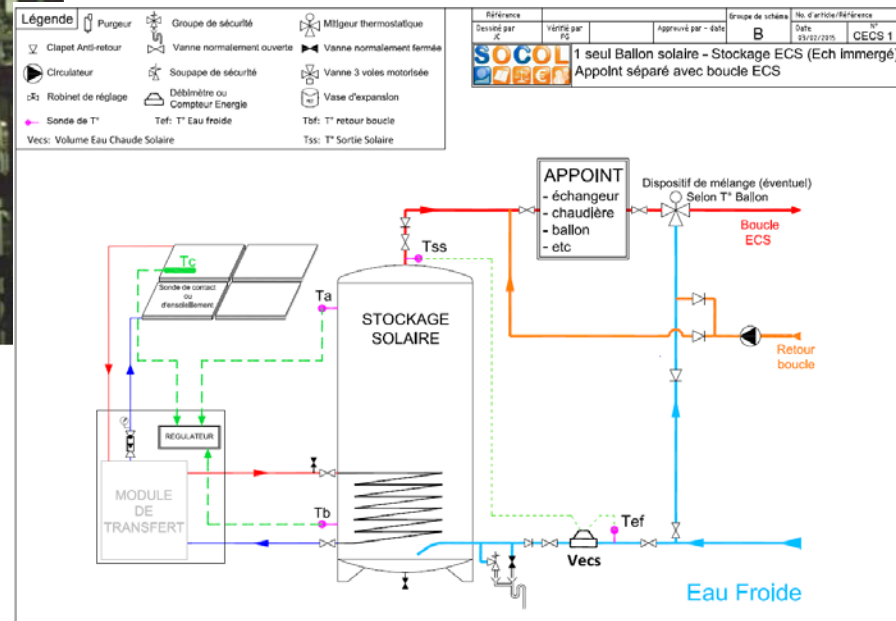 Légende
Purgeur
Groupe de sécurité
Mitigeur thermostatique
Clapet Anti-retour
Vanne normalement ouverte
Vanne normalement fermée
Circulateur
Soupape de sécurité
Vanne 3 voles motorisée
Robinet de réglage
Débimètre ou
Compteur Energie
Vase d'expansion
Sonde de T°
Tef: T° Eau froide
Tbf: T° retour boucle
Vecs: Volume Eau Chaude Solaire
Tss: T° Sortie Solaire
Référence
Groupe de schéma
No. d'article/Référence
Dessiné par
JC
Vérifié par
FG
Approuvé par - date
B
Date
03/02/2015
N°
CECS 1
SOCOL
1 seul Ballon solaire - Stockage ECS (Ech immergé)
Appoint séparé avec boucle ECS
APPOINT
- échangeur
- chaudière
- ballon
- etc
Dispositif de mélange (éventuel)
Selon T° Ballon
Boucle
ECS
Tss
Tc
Sonde de contact
ou
d'ensoleillement
Ta
STOCKAGE
SOLAIRE
Retour
boucle
REGULATEUR
MODULE
DE
TRANSFERT
Tb
Tef
Vecs
Eau Froide